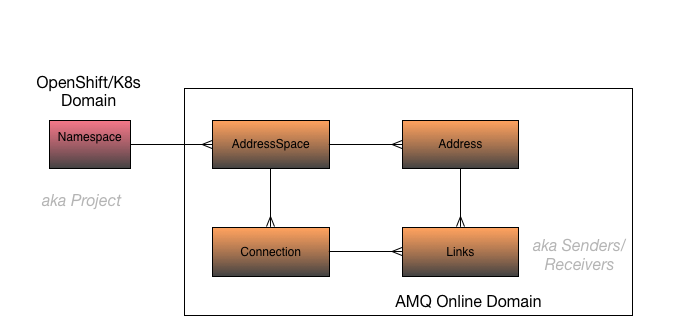 OpenShift/K8s
Domain
Namespace
AddressSpace
Address
aka Project
Connection
Links
aka Senders/
Receivers
AMQ Online Domain